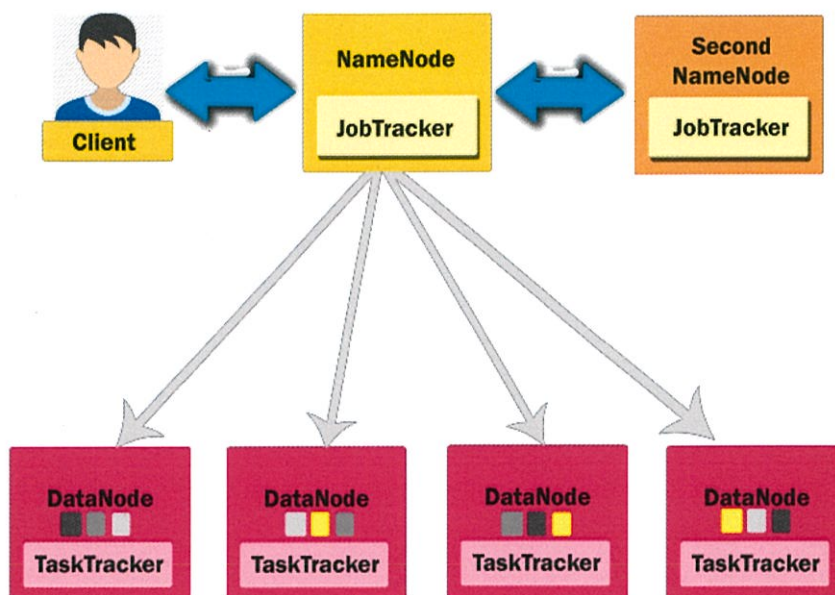 Client
NameNode
JobTracker
Second
NameNode
JobTracker
DataNode
TaskTracker
DataNode
TaskTracker
DataNode
TaskTracker
DataNode
TaskTracker